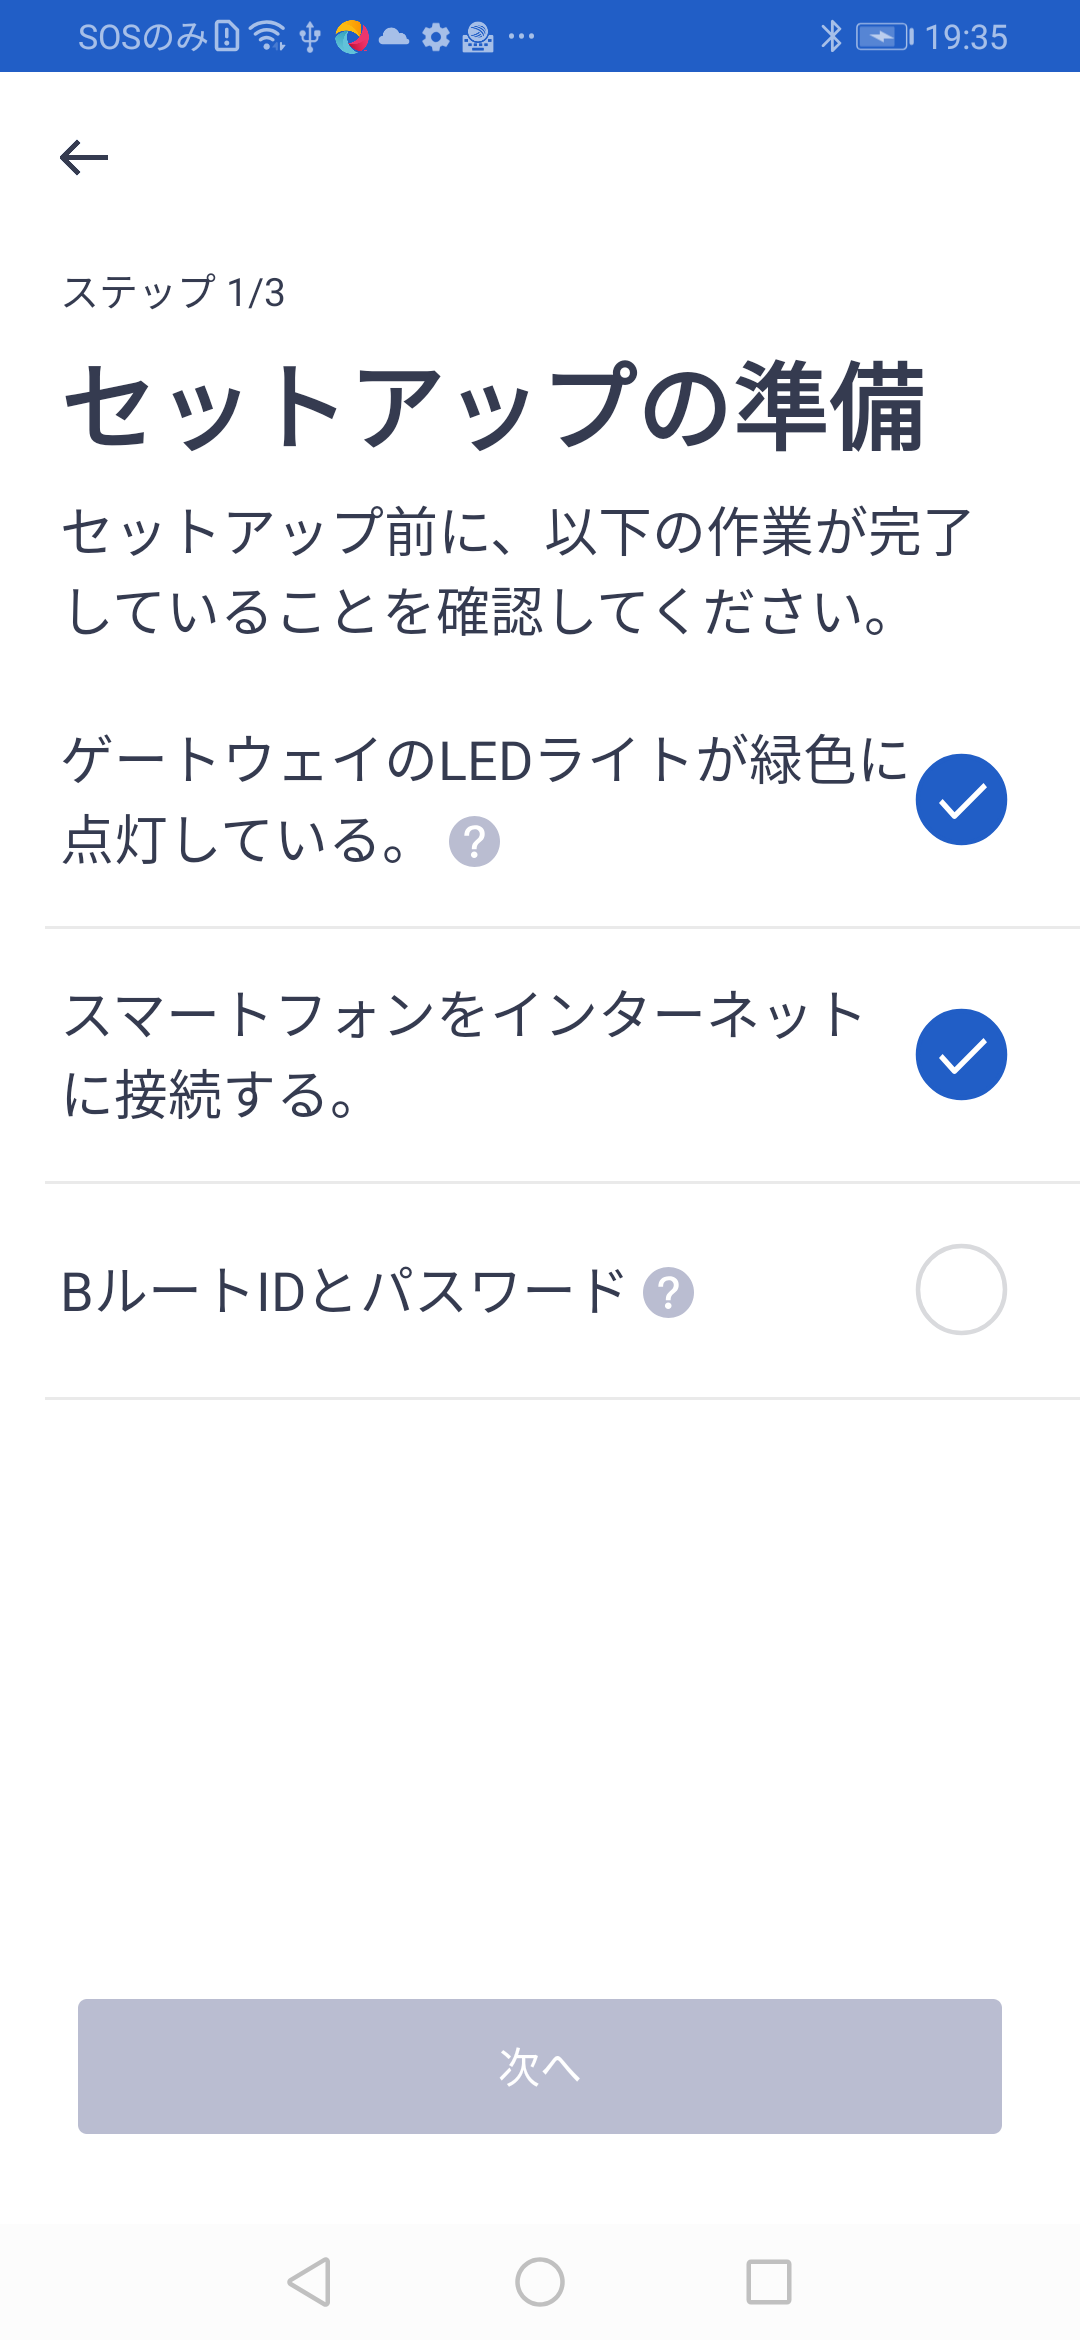 SOSのみ 19:35
ステップ 1/3
セットアップの準備
セットアップ前に、以下の作業が完了
していることを確認してください。
ゲートウェイのLEDライトが緑色に
点灯している。 ?
スマートフォンをインターネット
に接続する。
BルートIDとパスワード ?
次へ